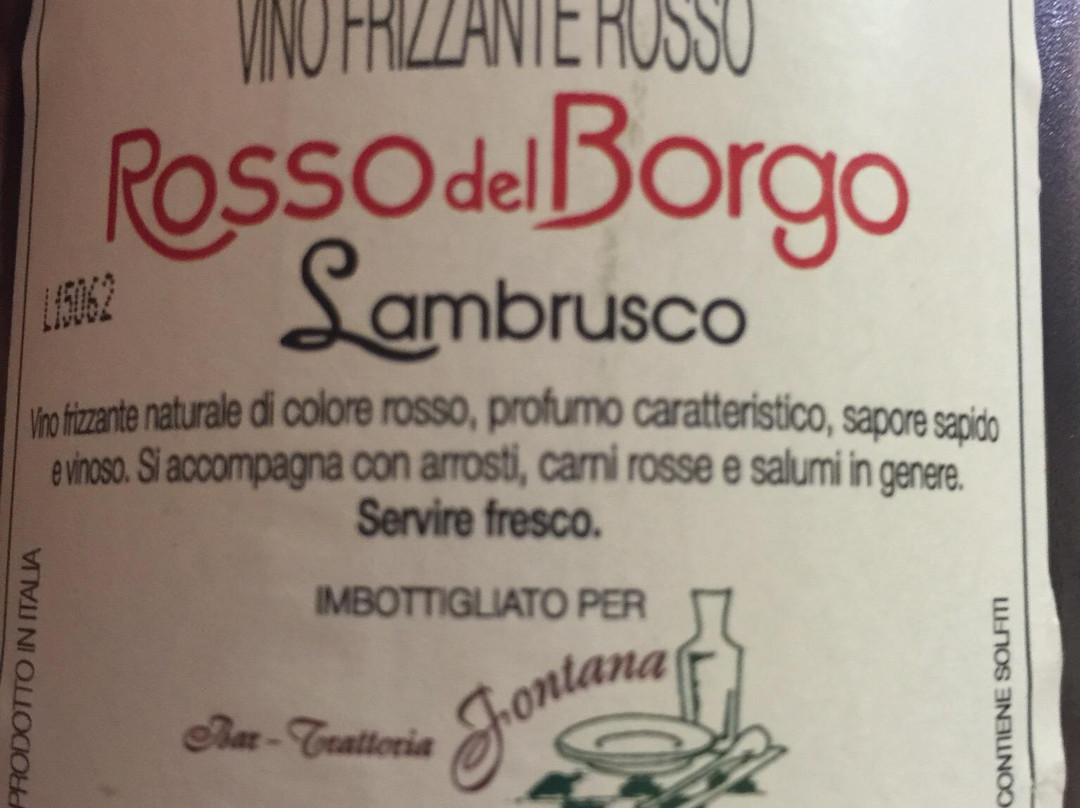 VINO FRIZZANTE ROSSO
Rosso del Borgo
Lambrusco
L15062
Vino frizzante naturale di colore rosso, profumo caratteristico, sapore sapido
e vinoso. Si accompagna con arrosti, carni rosse e salumi in genere.
Servire fresco.
IMBOTTIGLIATO PER
Bar - Trattoria Fontana
PRODOTTO IN ITALIA
CONTIENE SOLFITI